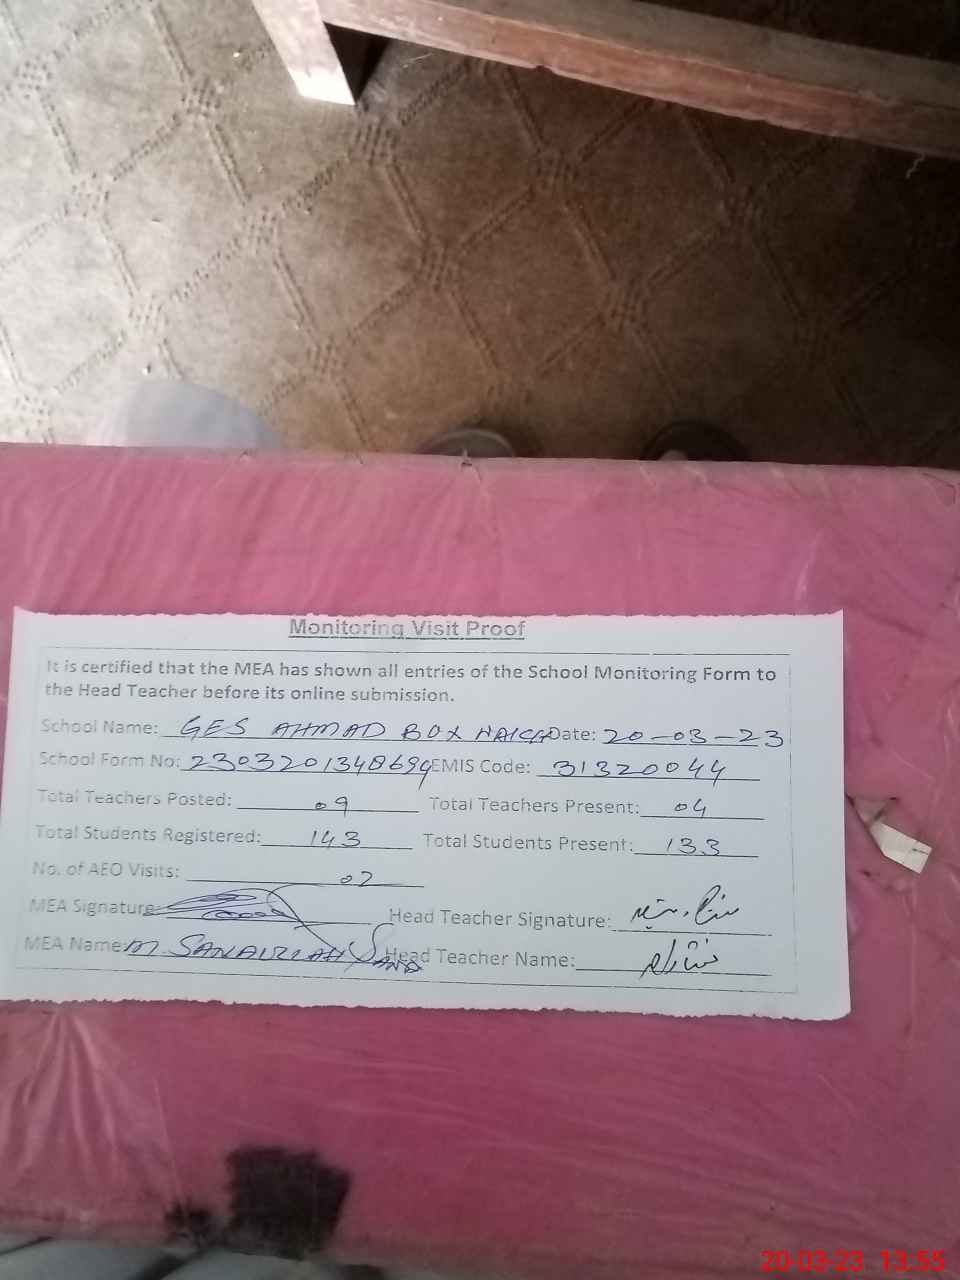 Monitoring Visit Proof
It is certified that the MEA has shown all entries of the School Monitoring Form to
the Head Teacher before its online submission.
School Name: GES AHMAD BOX NAICH Date: 20-03-23
School Form No: 2303201348694 EMIS Code: 31320044
Total Teachers Posted: 09 Total Teachers Present: 04
Total Students Registered: 143 Total Students Present: 133
No. of AEO Visits: 02
MEA Signature: Head Teacher Signature:
MEA Name: M. SANAULLAH Head Teacher Name:
20-03-23 13:55